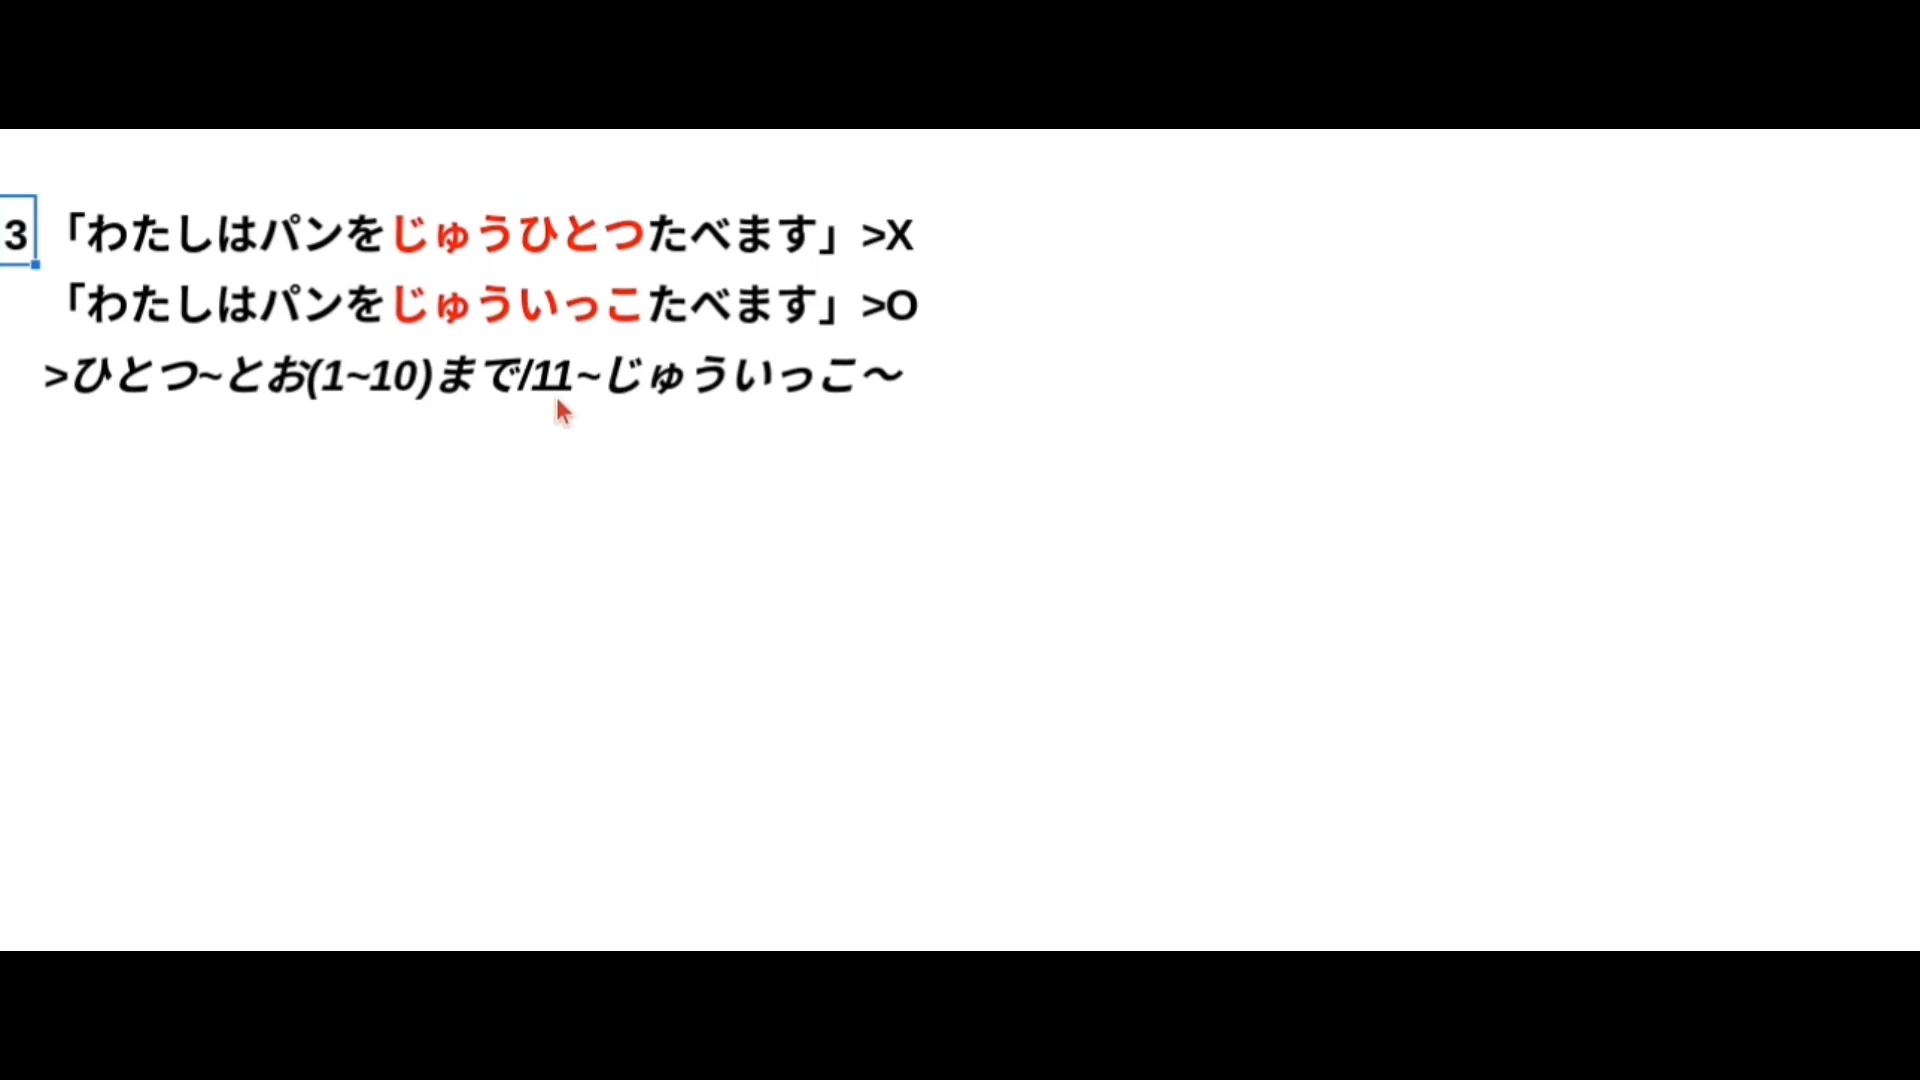 3 「わたしはパンをじゅうひとつたべます」>X
「わたしはパンをじゅういっこたべます」>O
>ひとつ~とお(1~10)まで/11~じゅういっこ～